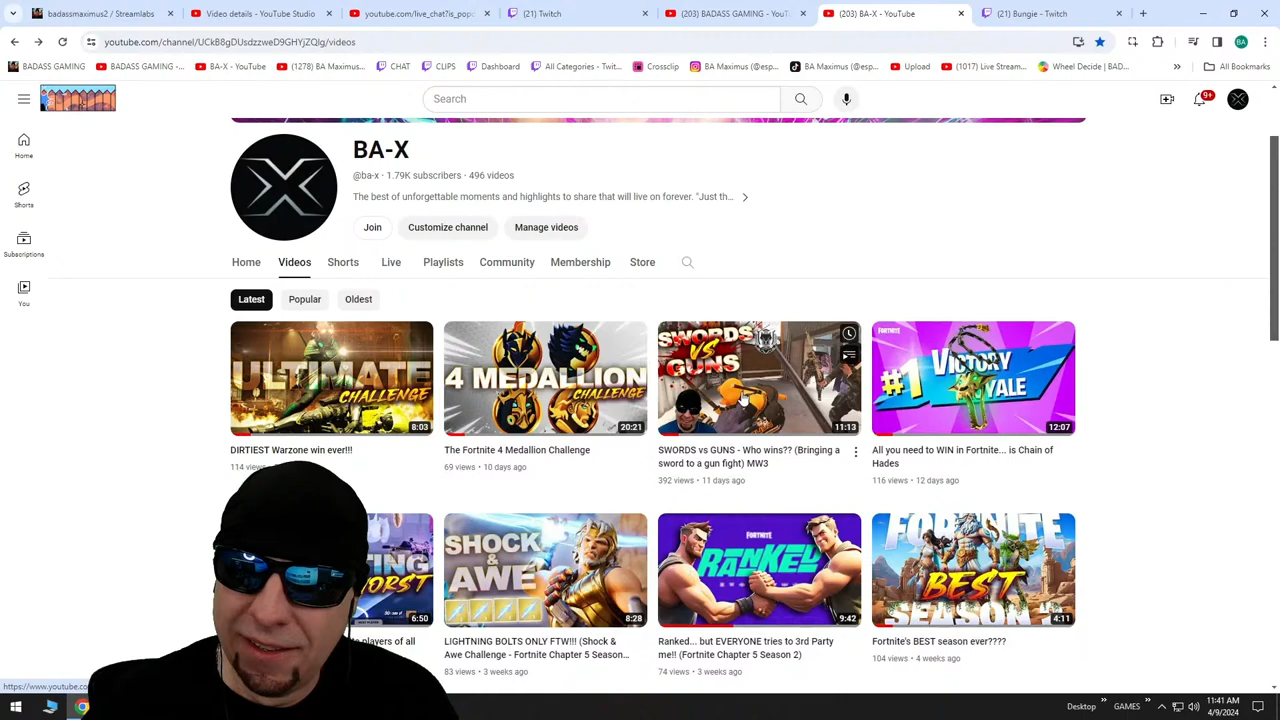 badassmaximus2 / Streamlabs
Video details - YouTube Studio
youtube.com/live_chat?is_pop
(21) Twitch
(203) BADASS GAMING - YouT
(203) BA-X - YouTube
(21) Bungie - Twitch
youtube.com/channel/UCkB8gDUsdzzweD9GHYjZQlg/videos
BA
BADASS GAMING
BADASS GAMING -...
BA-X - YouTube
(1278) BA Maximus...
CHAT
CLIPS
Dashboard
All Categories - Twit...
Crossclip
BA Maximus (@esp...
BA Maximus (@esp...
Upload
(1017) Live Stream...
Wheel Decide | BAD...
All Bookmarks
Search
9+
Home
Shorts
Subscriptions
You
BA-X
@ba-x · 1.79K subscribers · 496 videos
The best of unforgettable moments and highlights to share that will live on forever. "Just th...
Join
Customize channel
Manage videos
Home
Videos
Shorts
Live
Playlists
Community
Membership
Store
Latest
Popular
Oldest
ULTIMATE
CHALLENGE
8:03
4 MEDALLION
CHALLENGE
20:21
SWORDS
VS
GUNS
11:13
FORTNITE
#1 VICTORY
ROYALE
12:07
DIRTIEST Warzone win ever!!!
114 views
The Fortnite 4 Medallion Challenge
69 views • 10 days ago
SWORDS vs GUNS - Who wins?? (Bringing a
sword to a gun fight) MW3
392 views • 11 days ago
All you need to WIN in Fortnite... is Chain of
Hades
116 views • 12 days ago
6:50
SHOCK
&
AWE
8:28
FORTNITE
RANKED
9:42
FORTNITE
BEST
SEASON
4:11
players of all
LIGHTNING BOLTS ONLY FTW!!! (Shock &
Awe Challenge - Fortnite Chapter 5 Season...
83 views • 3 weeks ago
Ranked... but EVERYONE tries to 3rd Party
me!! (Fortnite Chapter 5 Season 2)
74 views • 3 weeks ago
Fortnite's BEST season ever????
104 views • 4 weeks ago
https://www.youtube.co
Desktop
GAMES
11:41 AM
4/9/2024